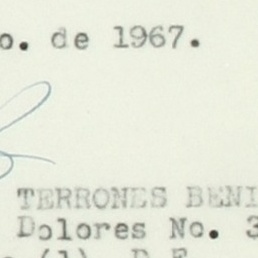 o. de 1967.
TERRONES BENI
Dolores No. 3